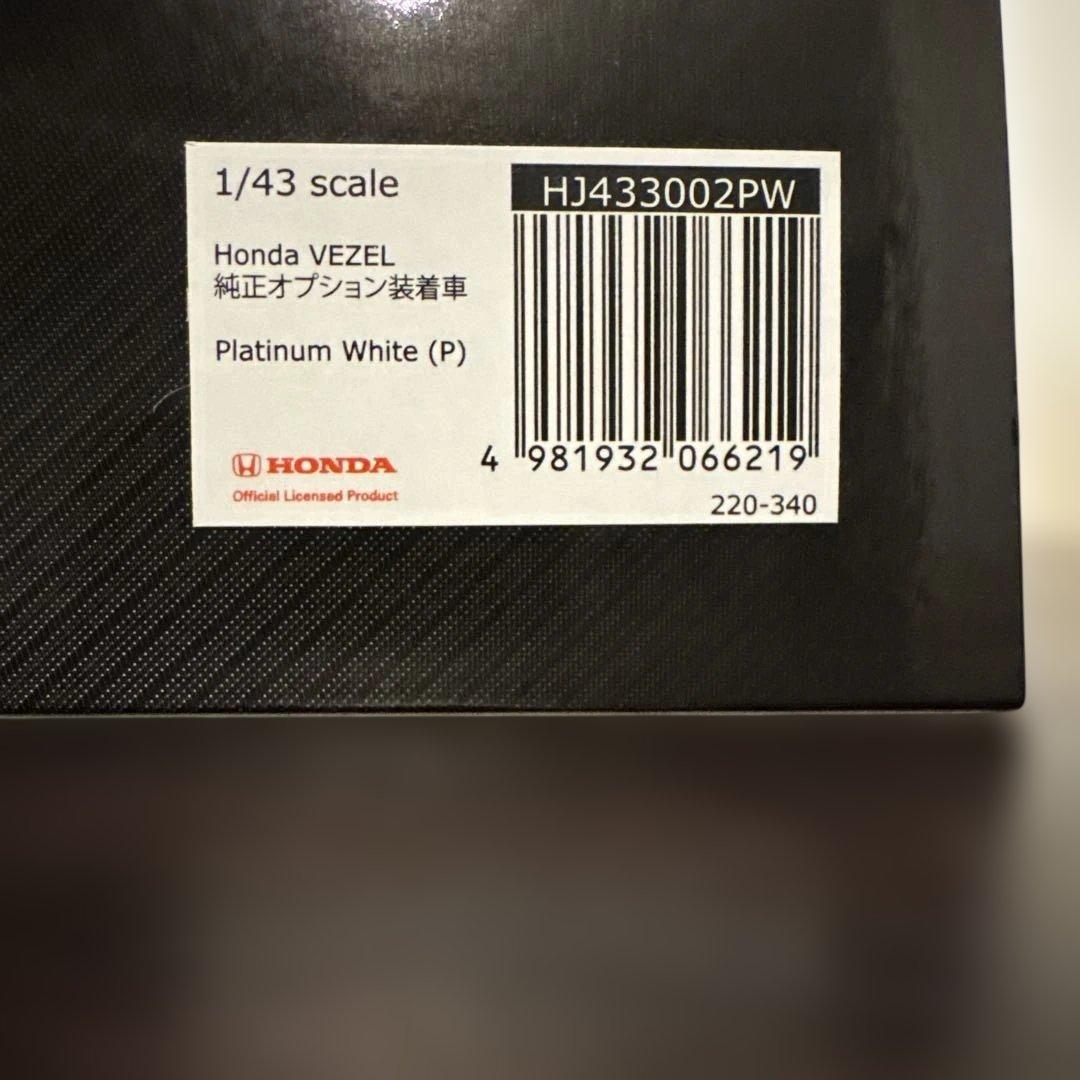 1/43 scale
HJ433002PW
Honda VEZEL
純正オプション装着車
Platinum White (P)
HONDA
Official Licensed Product
4 981932 066219
220-340